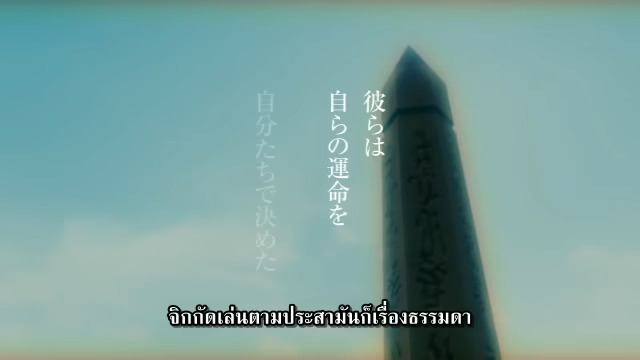 彼らは
自らの運命を
自分たちで決めた
จิกกัดเล่นตามประสามันก็เรื่องธรรมดา